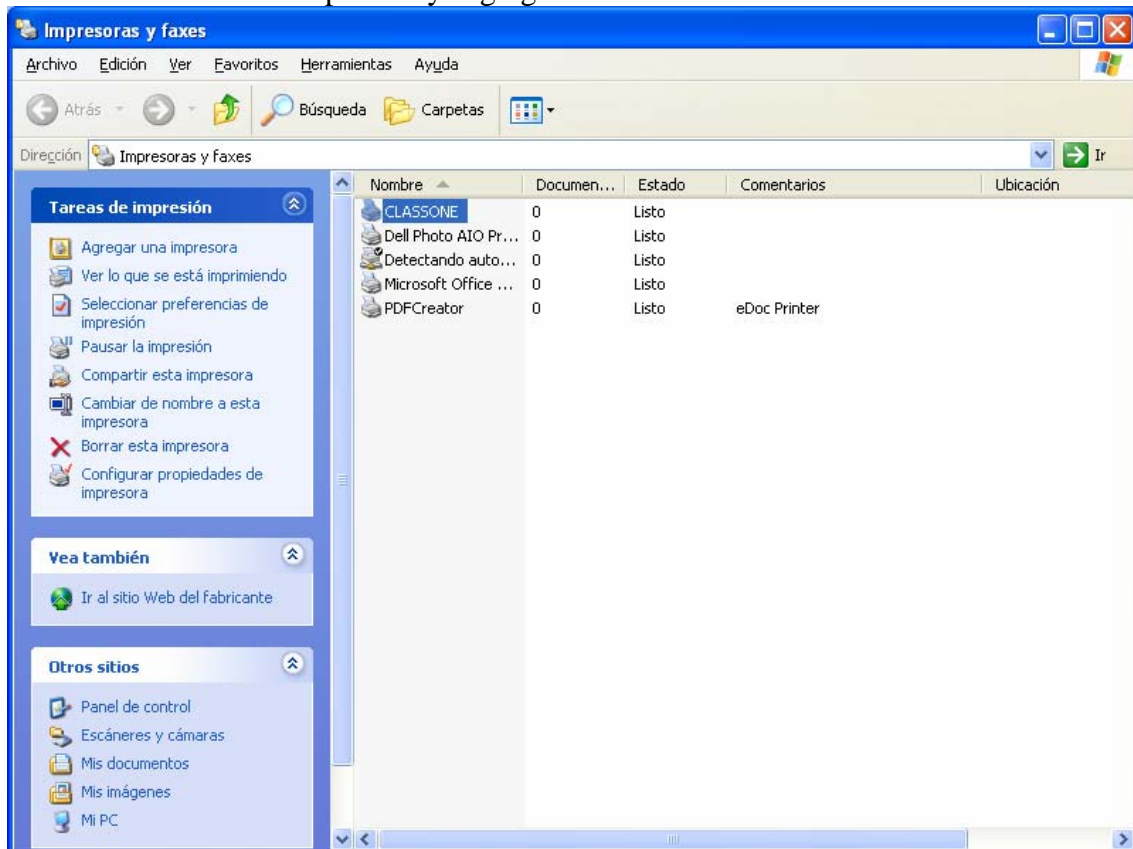 Impresoras y faxes
Archivo Edición Ver Favoritos Herramientas Ayuda
Atrás Búsqueda Carpetas
Dirección Impresoras y faxes Ir
Tareas de impresión
Agregar una impresora
Ver lo que se está imprimiendo
Seleccionar preferencias de
impresión
Pausar la impresión
Compartir esta impresora
Cambiar de nombre a esta
impresora
Borrar esta impresora
Configurar propiedades de
impresora
Vea también
Ir al sitio Web del fabricante
Otros sitios
Panel de control
Escáneres y cámaras
Mis documentos
Mis imágenes
Mi PC
Nombre Documen... Estado Comentarios Ubicación
CLASSONE 0 Listo
Dell Photo AIO Pr... 0 Listo
Detectando auto... 0 Listo
Microsoft Office ... 0 Listo
PDFCreator 0 Listo eDoc Printer